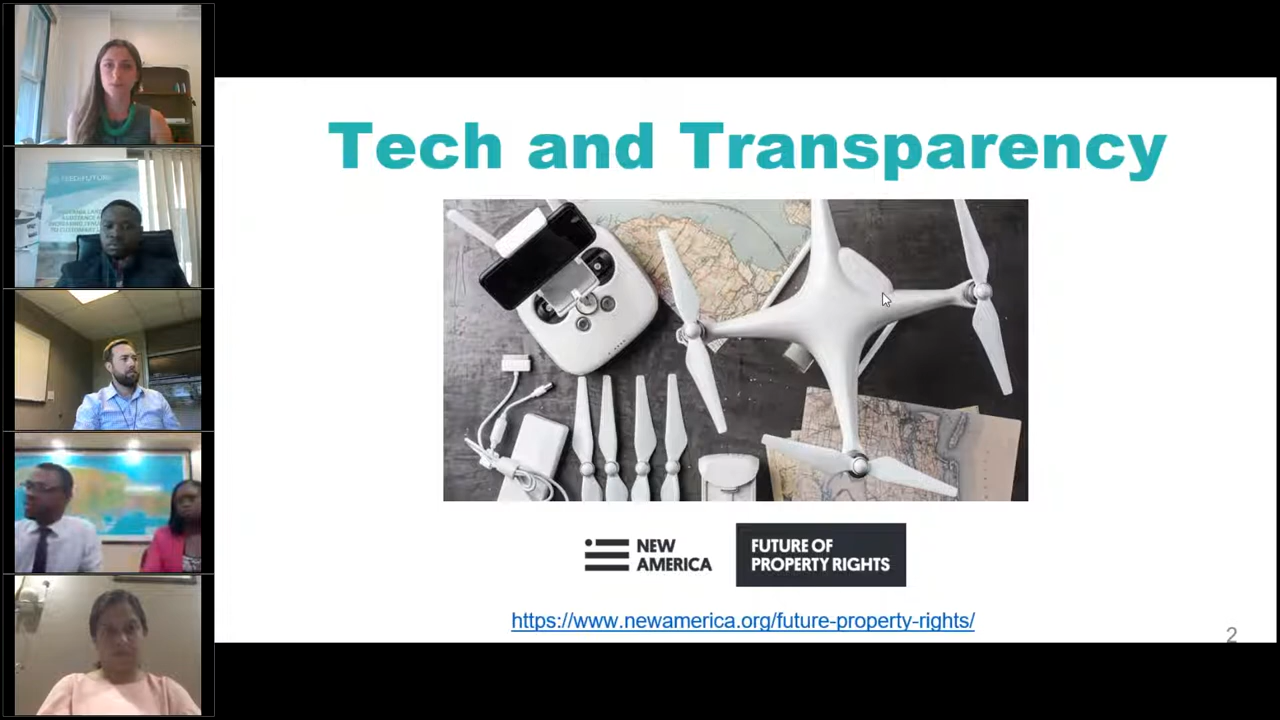 Tech and Transparency
NEW
AMERICA
FUTURE OF
PROPERTY RIGHTS
https://www.newamerica.org/future-property-rights/
2